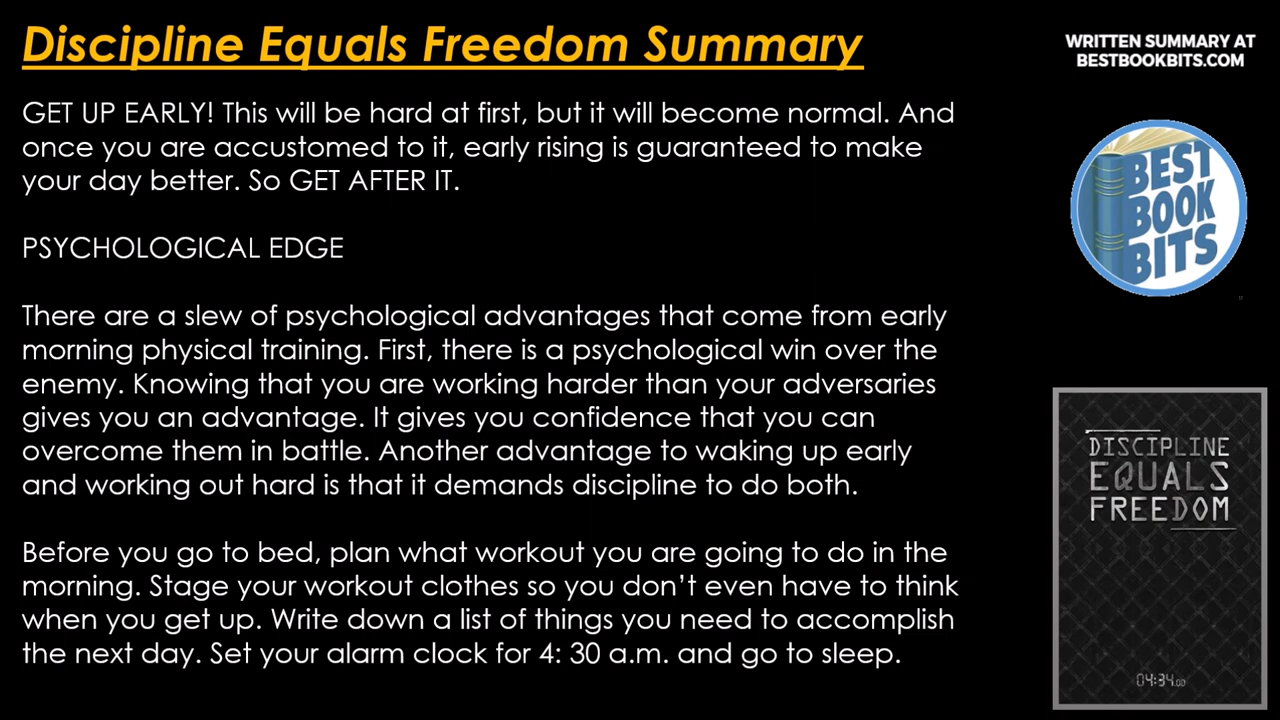 Discipline Equals Freedom Summary
GET UP EARLY! This will be hard at first, but it will become normal. And
once you are accustomed to it, early rising is guaranteed to make
your day better. So GET AFTER IT.
PSYCHOLOGICAL EDGE
There are a slew of psychological advantages that come from early
morning physical training. First, there is a psychological win over the
enemy. Knowing that you are working harder than your adversaries
gives you an advantage. It gives you confidence that you can
overcome them in battle. Another advantage to waking up early
and working out hard is that it demands discipline to do both.
Before you go to bed, plan what workout you are going to do in the
morning. Stage your workout clothes so you don’t even have to think
when you get up. Write down a list of things you need to accomplish
the next day. Set your alarm clock for 4: 30 a.m. and go to sleep.
WRITTEN SUMMARY AT
BESTBOOKBITS.COM
BEST
BOOK
BITS
DISCIPLINE
EQUALS
FREEDOM
04:34.00